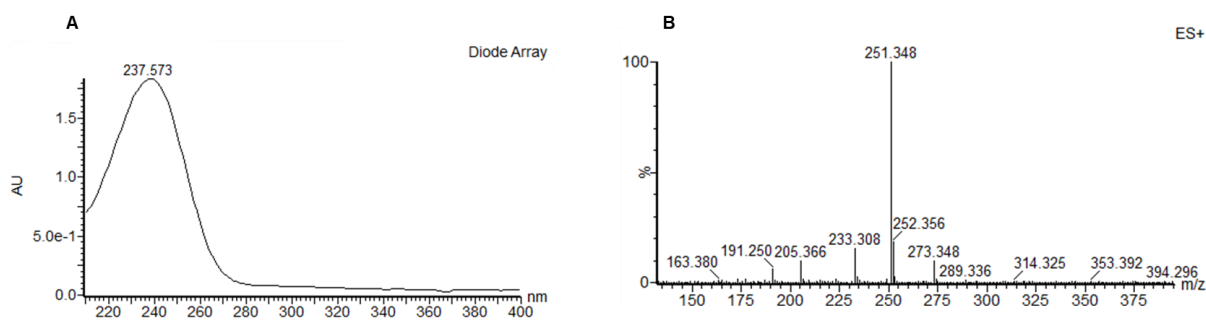 A
Diode Array
237.573
AU
1.5
1.0
5.0e-1
0.0
220 240 260 280 300 320 340 360 380 400 nm
B
ES+
251.348
100
%
252.356
233.308
191.250 205.366
273.348
163.380
289.336
314.325
353.392
394.296
0
150 175 200 225 250 275 300 325 350 375 m/z